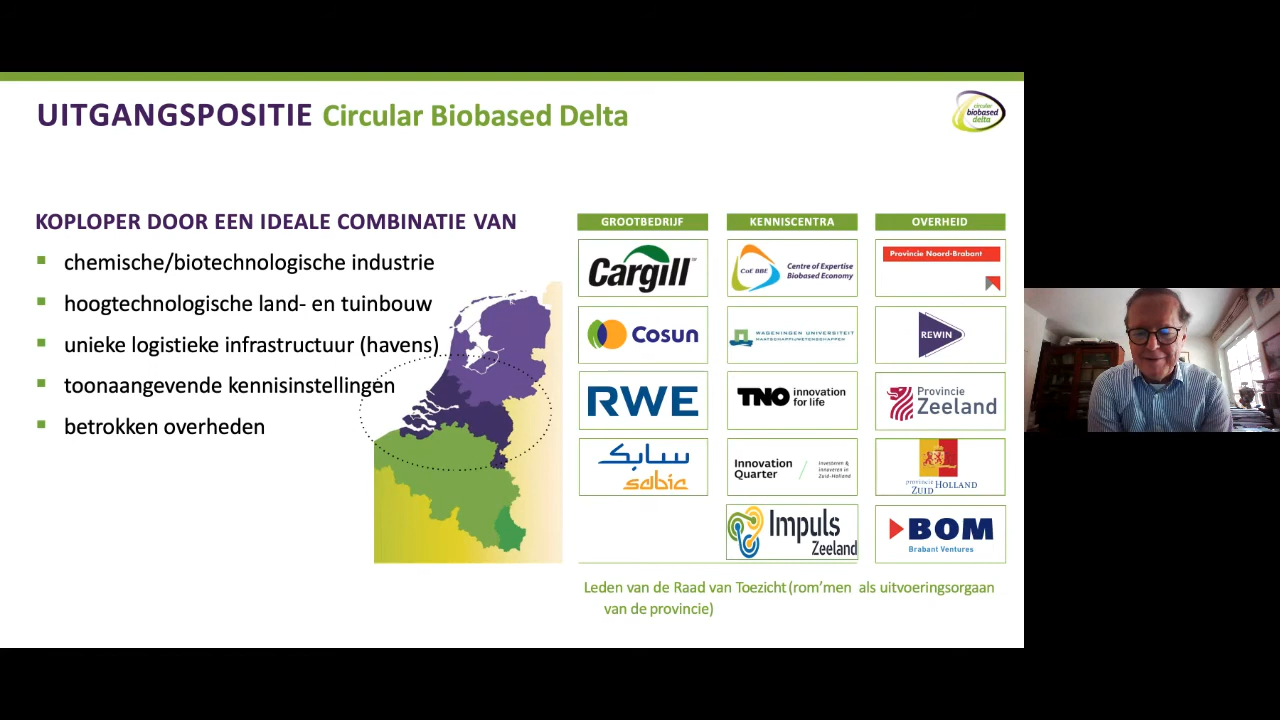 UITGANGSPOSITIE Circular Biobased Delta
circular
biobased
delta
KOPLOPER DOOR EEN IDEALE COMBINATIE VAN
chemische/biotechnologische industrie
hoogtechnologische land- en tuinbouw
unieke logistieke infrastructuur (havens)
toonaangevende kennisinstellingen
betrokken overheden
GROOTBEDRIJF
Cargill™
Cosun
RWE
سابك
sabic
KENNISCENTRA
CoE BBE
Centre of Expertise
Biobased Economy
WAGENINGEN UNIVERSITEIT
MAATSCHAPPIJWETENSCHAPPEN
TNO innovation
for life
Innovation
Quarter
Investeren &
Innoveren in
Zuid-Holland
Impuls
Zeeland
OVERHEID
Provincie Noord-Brabant
REWIN
Provincie
Zeeland
PROVINCIE
ZUID HOLLAND
BOM
Brabant Ventures
Leden van de Raad van Toezicht (rom'men als uitvoeringsorgaan
van de provincie)